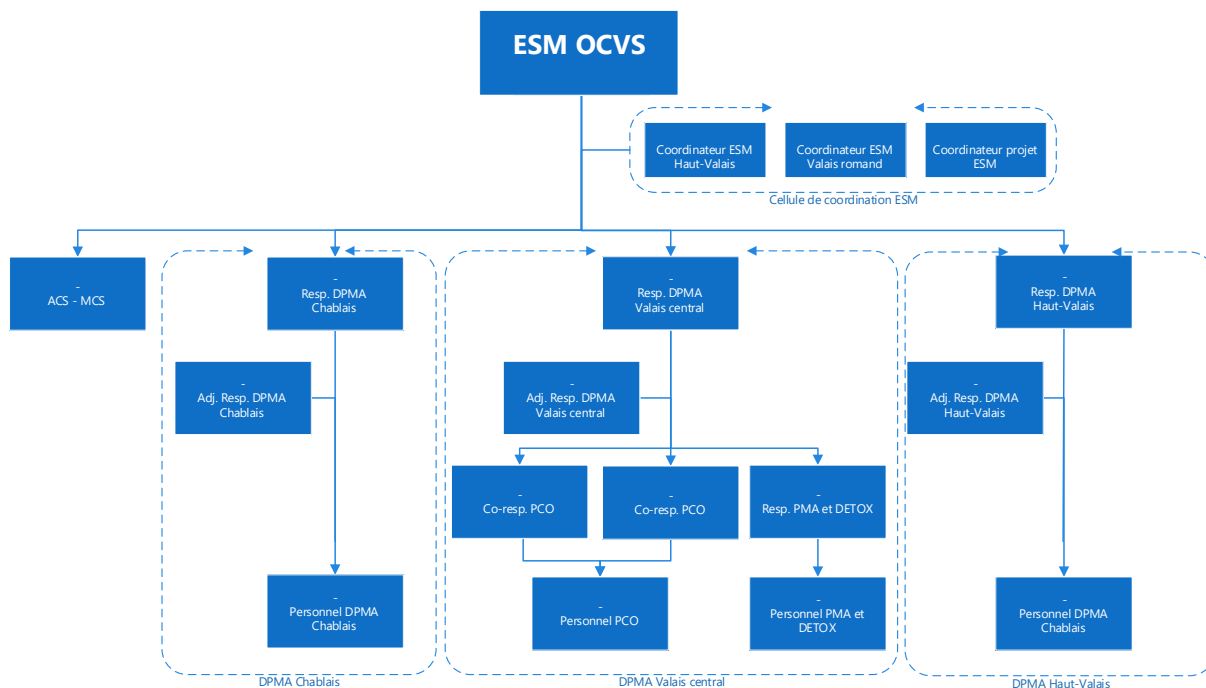 ESM OCVS
Coordinateur ESM
Haut-Valais
Coordinateur ESM
Valais romand
Coordinateur projet
ESM
Cellule de coordination ESM
-
ACS - MCS
-
Resp. DPMA
Chablais
-
Resp. DPMA
Valais central
-
Resp. DPMA
Haut-Valais
-
Adj. Resp. DPMA
Chablais
-
Adj. Resp. DPMA
Valais central
-
Adj. Resp. DPMA
Haut-Valais
-
Co-resp. PCO
-
Co-resp. PCO
-
Resp. PMA et DETOX
-
Personnel DPMA
Chablais
-
Personnel PCO
-
Personnel PMA et
DETOX
-
Personnel DPMA
Chablais
DPMA Chablais
DPMA Valais central
DPMA Haut-Valais